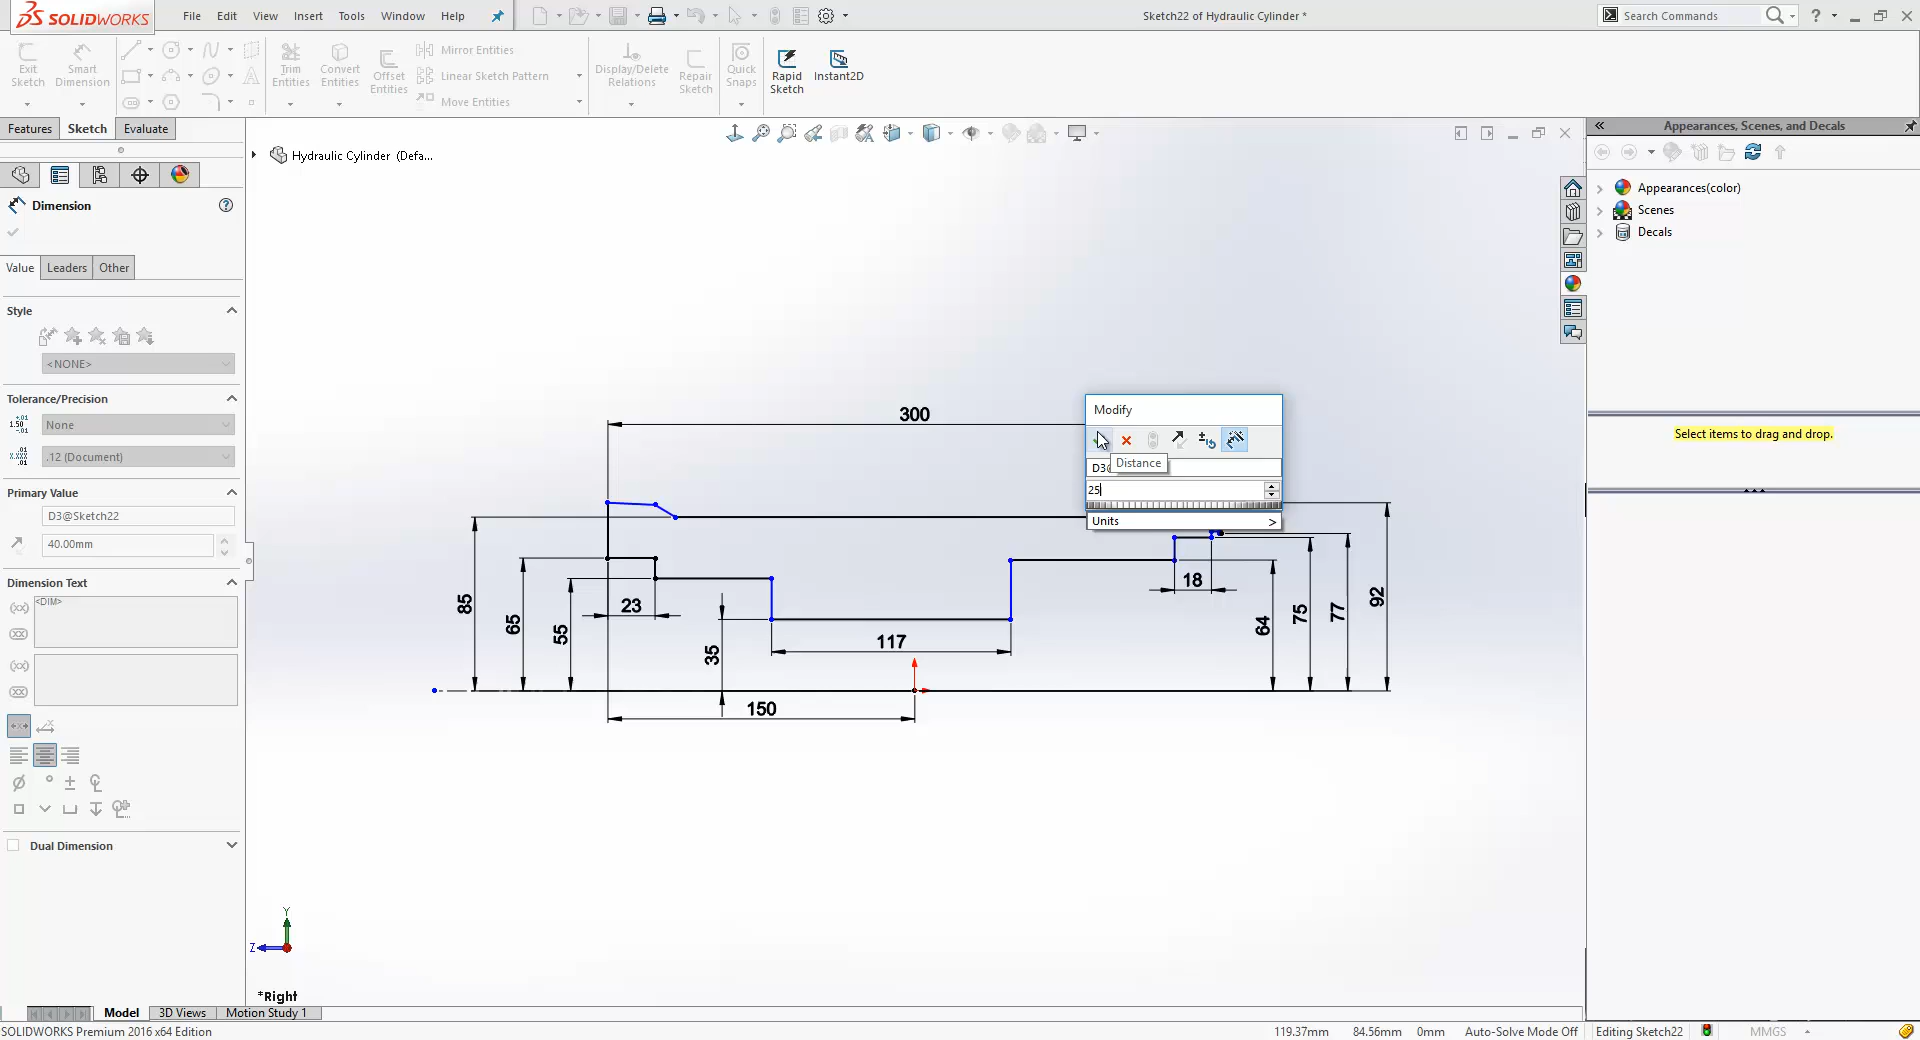 SOLIDWORKS File Edit View Insert Tools Window Help Sketch22 of Hydraulic Cylinder * Search Commands ?
Exit Sketch
Smart Dimension
Trim Entities
Convert Entities
Offset Entities
Mirror Entities
Linear Sketch Pattern
Move Entities
Display/Delete Relations
Repair Sketch
Quick Snaps
Rapid Sketch
Instant2D
Features Sketch Evaluate
Hydraulic Cylinder (Defa...
Dimension
Value Leaders Other
Style
<NONE>
Tolerance/Precision
None
.12 (Document)
Primary Value
D3@Sketch22
40.00mm
Dimension Text
<DIM>
Dual Dimension
300
Modify
Distance
D3@
25
Units >
85
65
55
23
35
117
150
18
64
75
77
92
Y
Z
*Right
Appearances, Scenes, and Decals
Appearances(color)
Scenes
Decals
Select items to drag and drop.
Model 3D Views Motion Study 1
SOLIDWORKS Premium 2016 x64 Edition 119.37mm 84.56mm 0mm Auto-Solve Mode Off Editing Sketch22 MMGS